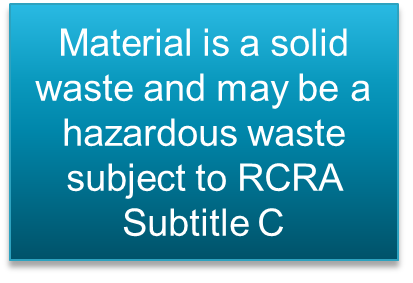 Material is a solid
waste and may be a
hazardous waste
subject to RCRA
Subtitle C